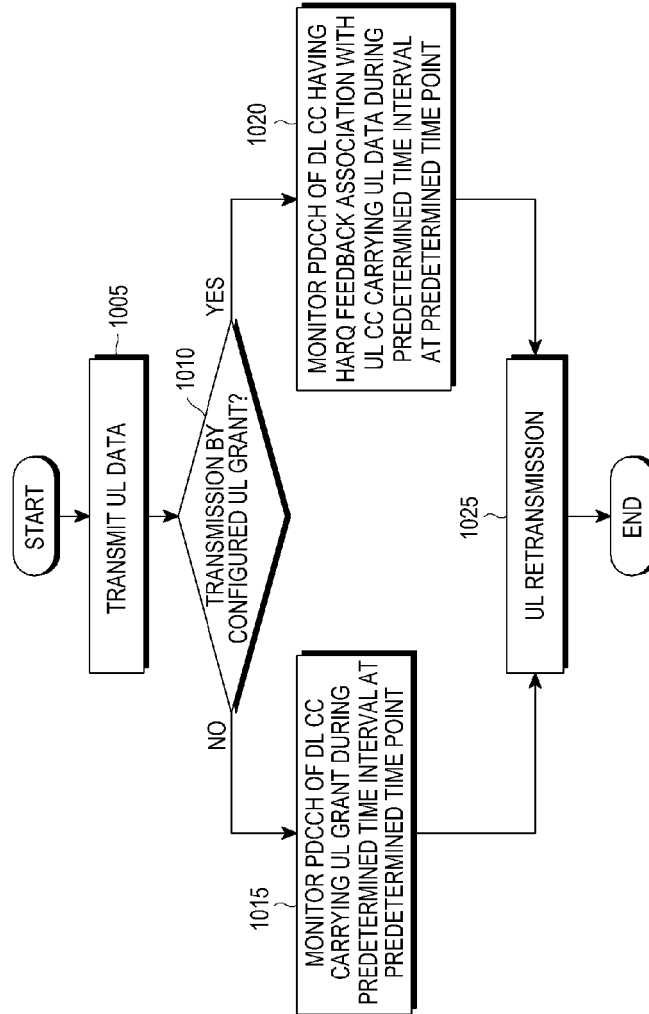 START
1005
TRANSMIT UL DATA
1010
TRANSMISSION BY
CONFIGURED UL GRANT?
NO
YES
1015
MONITOR PDCCH OF DL CC
CARRYING UL GRANT DURING
PREDETERMINED TIME INTERVAL AT
PREDETERMINED TIME POINT
1020
MONITOR PDCCH OF DL CC HAVING
HARQ FEEDBACK ASSOCIATION WITH
UL CC CARRYING UL DATA DURING
PREDETERMINED TIME INTERVAL
AT PREDETERMINED TIME POINT
1025
UL RETRANSMISSION
END